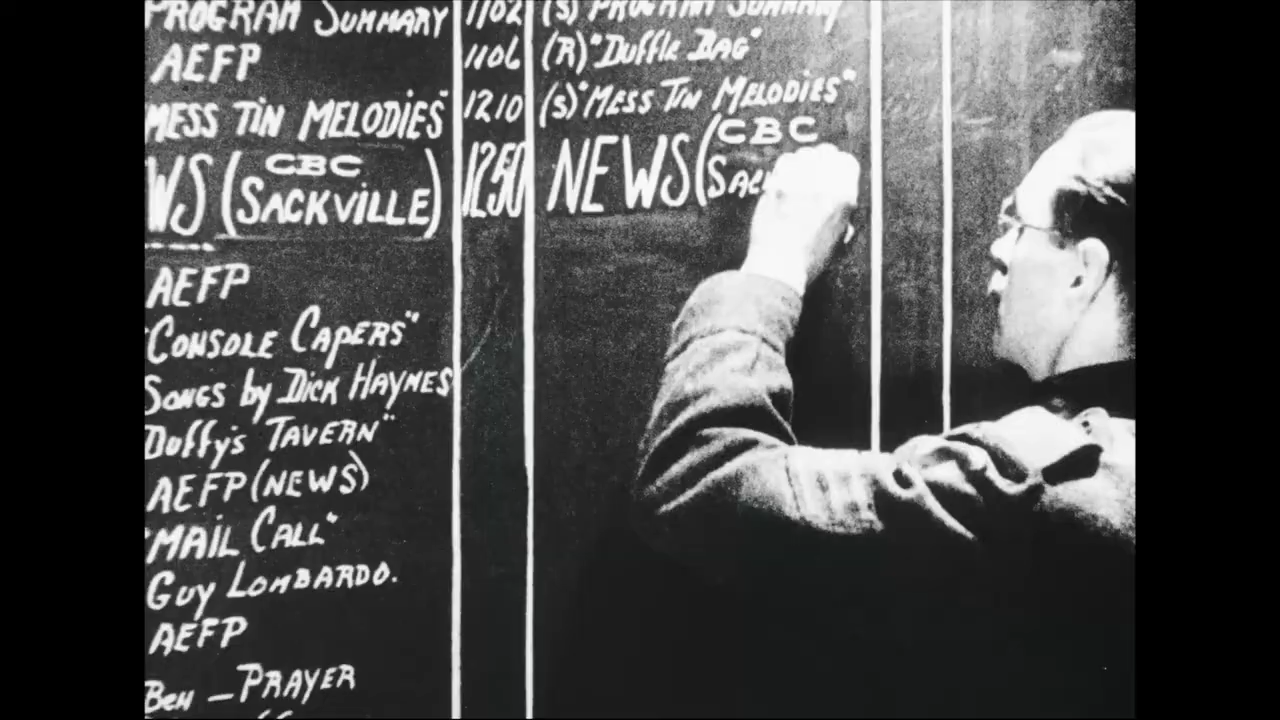 PROGRAM SUMMARY
AEFP
MESS TIN MELODIES"
WS (CBC
SACKVILLE)
AEFP
"CONSOLE CAPERS"
SONGS by DICK HAYNES
DUFFY'S TAVERN"
AEFP (NEWS)
"MAIL CALL"
GUY LOMBARDO.
AEFP
BEN — PRAYER
1102 (S) PROGRAM SUMMARY
1106 (R) "DUFFLE BAG"
1210 (S) "MESS TIN MELODIES"
1250 NEWS (CBC
SAC